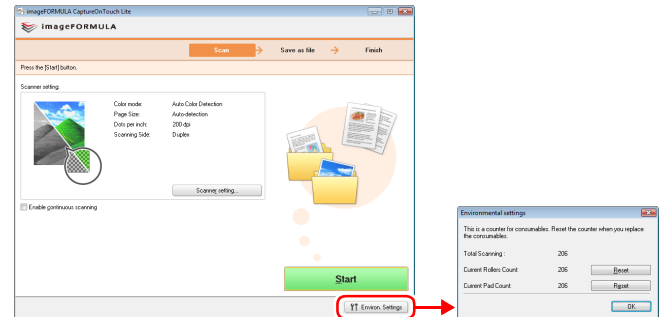 imageFORMULA CaptureOnTouch Lite
imageFORMULA
Scan Save as file Finish
Press the [Start] button.
Scanner setting:
Color mode: Auto Color Detection
Page Size: Auto-detection
Dots per inch: 200 dpi
Scanning Side: Duplex
Scanner setting...
Enable continuous scanning
Start
Environ. Settings
Environmental settings
This is a counter for consumables. Reset the counter when you replace
the consumables.
Total Scanning : 206
Current Rollers Count 206 Reset
Current Pad Count 206 Reset
OK